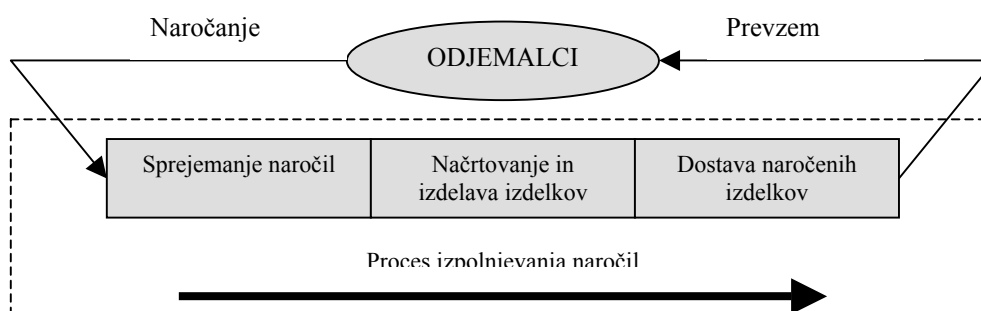 Naročanje
ODJEMALCI
Prevzem
Sprejemanje naročil
Načrtovanje in
izdelava izdelkov
Dostava naročenih
izdelkov
Proces izpolnjevanja naročil